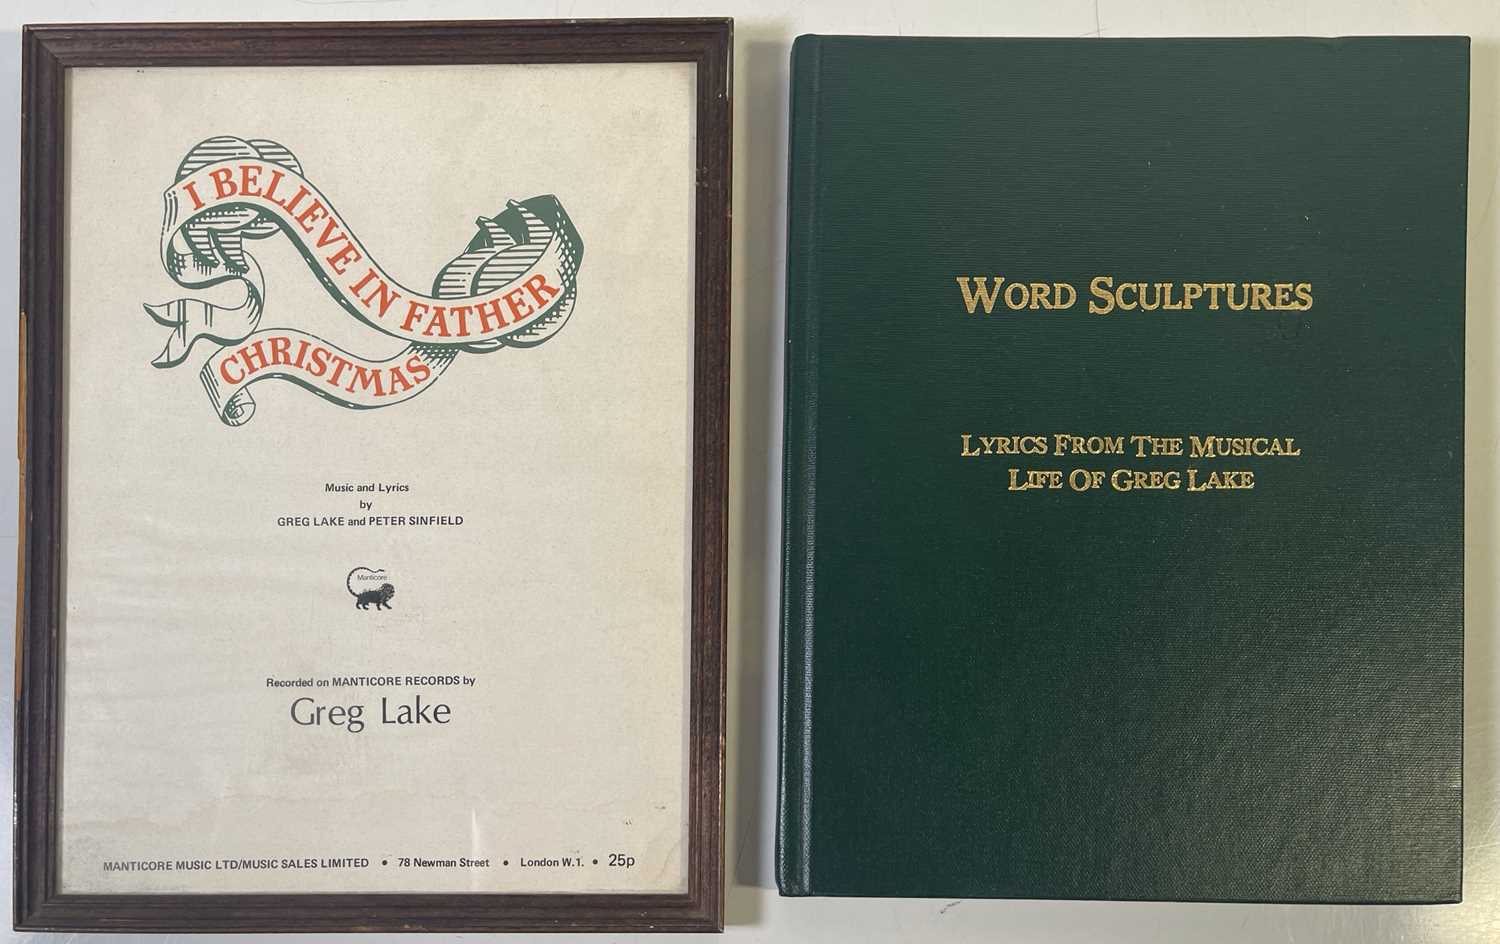 I BELIEVE IN FATHER
CHRISTMAS
Music and Lyrics
by
GREG LAKE and PETER SINFIELD
Manticore
Recorded on MANTICORE RECORDS by
Greg Lake
MANTICORE MUSIC LTD/MUSIC SALES LIMITED • 78 Newman Street • London W.1. • 25p
WORD SCULPTURES
LYRICS FROM THE MUSICAL
LIFE OF GREG LAKE